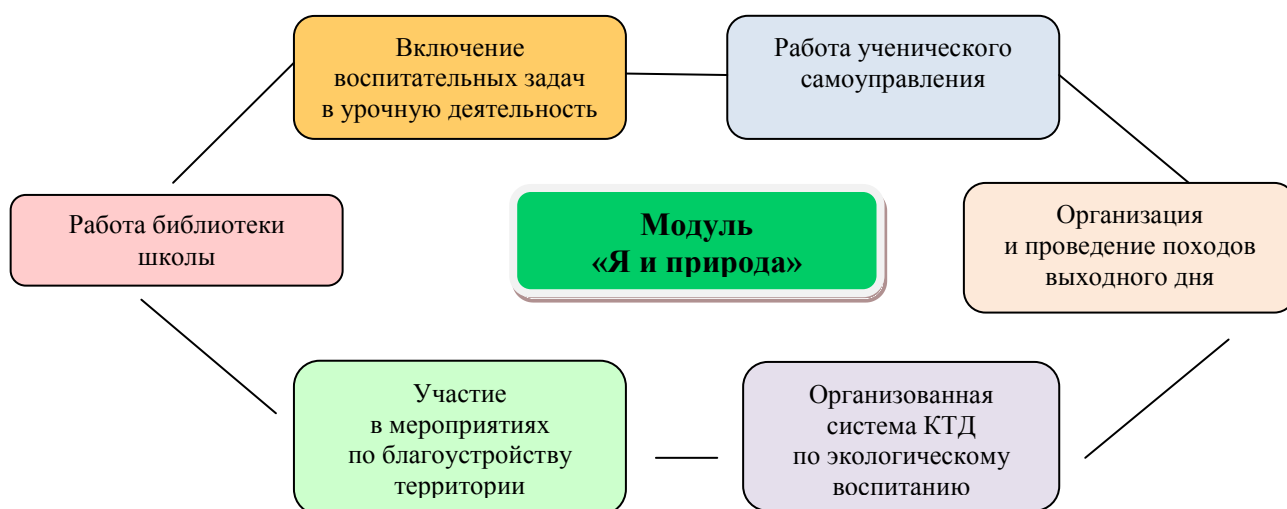 Включение
воспитательных задач
в урочную деятельность
Работа ученического
самоуправления
Работа библиотеки
школы
Модуль
«Я и природа»
Организация
и проведение походов
выходного дня
Участие
в мероприятиях
по благоустройству
территории
Организованная
система КТД
по экологическому
воспитанию